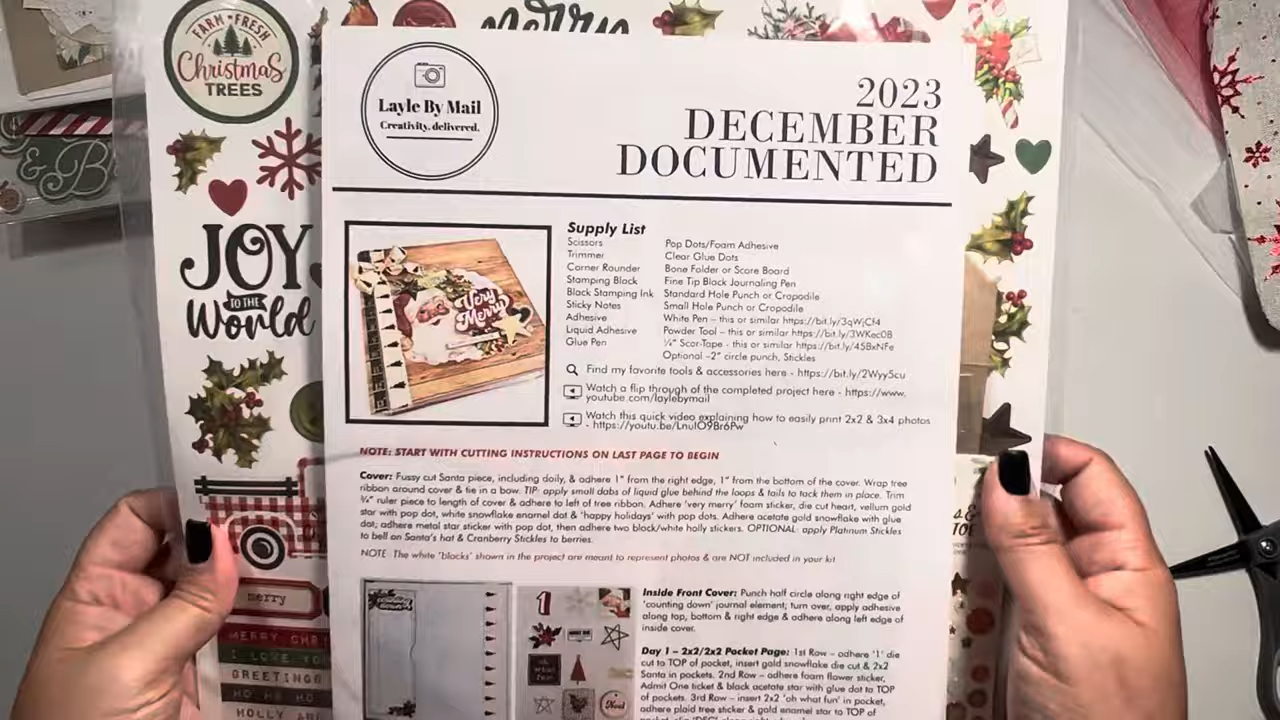 FARM • FRESH
Christmas
TREES
Merry
Layle By Mail
Creativity. delivered.
2023
DECEMBER
DOCUMENTED
& B
JOY
TO THE
World
Very
Merry
Supply List
Scissors
Trimmer
Corner Rounder
Stamping Block
Black Stamping Ink
Sticky Notes
Adhesive
Liquid Adhesive
Glue Pen
Pop Dots/Foam Adhesive
Clear Glue Dots
Bone Folder or Score Board
Fine Tip Black Journaling Pen
Standard Hole Punch or Cropodile
Small Hole Punch or Cropodile
White Pen – this or similar https://bit.ly/3qWjCf4
Powder Tool – this or similar https://bit.ly/3WKec0B
¼" Scor-Tape – this or similar https://bit.ly/45BxNFe
Optional –2" circle punch, Stickles
Find my favorite tools & accessories here - https://bit.ly/2Wyy5cu
Watch a flip through of the completed project here - https://www.
youtube.com/laylebymail
Watch this quick video explaining how to easily print 2x2 & 3x4 photos
- https://youtu.be/LnuIO9Br6Pw
NOTE: START WITH CUTTING INSTRUCTIONS ON LAST PAGE TO BEGIN
Cover: Fussy cut Santa piece, including daily, & adhere 1" from the right edge, 1" from the bottom of the cover. Wrap tree
ribbon around cover & tie in a bow. TIP: apply small dabs of liquid glue behind the loops & tails to tack them in place. Trim
¾" ruler piece to length of cover & adhere to left of tree ribbon. Adhere 'very merry' foam sticker, die cut heart, vellum gold
star with pop dot, white snowflake enamel dot & 'happy holidays' with pop dots. Adhere acetate gold snowflake with glue
dot; adhere metal star sticker with pop dot, then adhere two black/white holly stickers. OPTIONAL: apply Platinum Stickles
to bell on Santa's hat & Cranberry Stickles to berries.
NOTE The white 'blocks' shown in the project are meant to represent photos & are NOT included in your kit
counting
down
1
oh
what
fun
Noel
Inside Front Cover: Punch half circle along right edge of
'counting down' journal element; turn over, apply adhesive
along top, bottom & right edge & adhere along left edge of
inside cover.
Day 1 – 2x2/2x2 Pocket Page: 1st Row – adhere '1' die
cut to TOP of pocket, insert gold snowflake die cut & 2x2
Santa in pockets. 2nd Row – adhere foam flower sticker,
Admit One ticket & black acetate star with glue dot to TOP
of pockets. 3rd Row – insert 2x2 'oh what fun' in pocket,
adhere plaid tree sticker & gold enamel star to TOP of
merry
MERRY CHRI
I LOVE YO
GREETINGS
HO HO HO
HOLLY AN